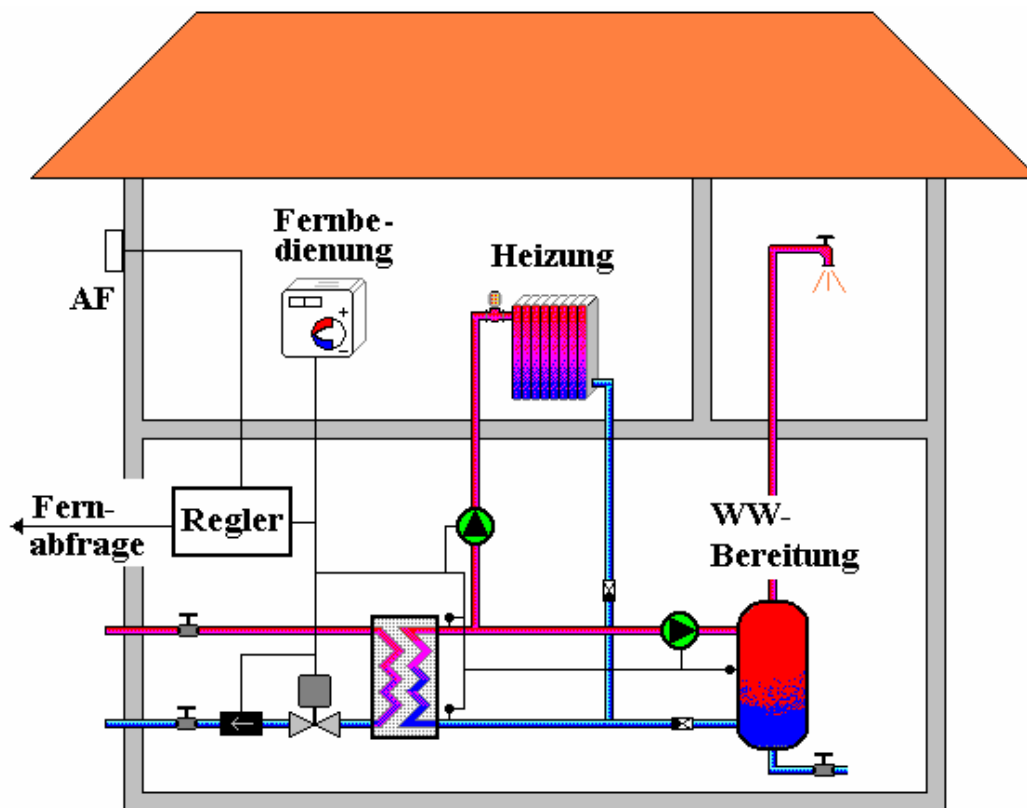 Fernbe-
dienung
Heizung
AF
+
–
Fern-
abfrage
Regler
WW-
Bereitung